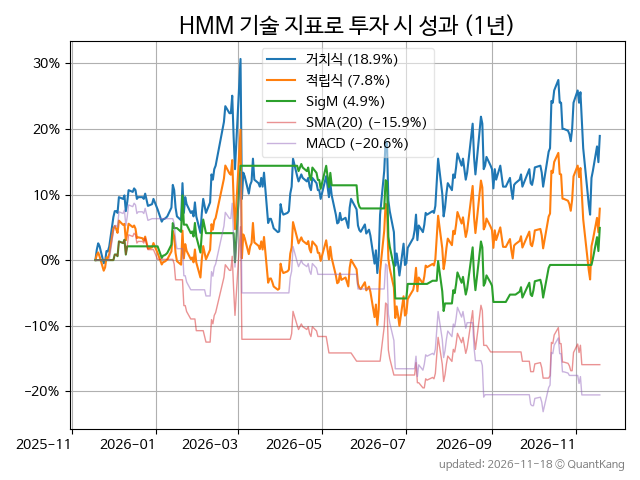 HMM 기술 지표로 투자 시 성과 (1년)
거치식 (18.9%)
적립식 (7.8%)
SigM (4.9%)
SMA(20) (−15.9%)
MACD (−20.6%)
30%
20%
10%
0%
−10%
−20%
2025-11 2026-01 2026-03 2026-05 2026-07 2026-09 2026-11
updated: 2026-11-18 © QuantKang